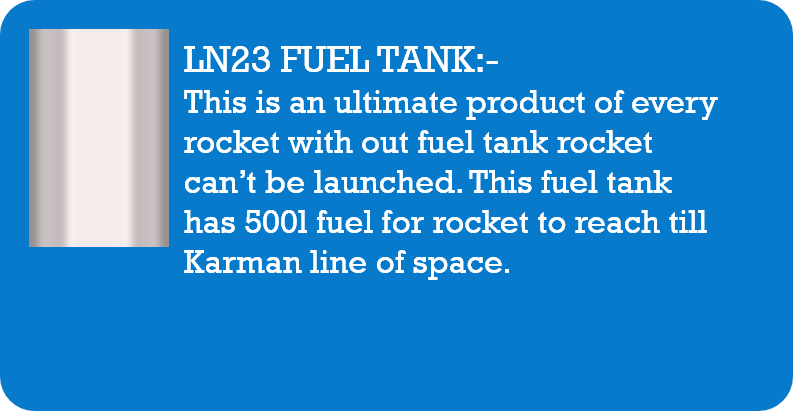 LN23 FUEL TANK:-
This is an ultimate product of every
rocket with out fuel tank rocket
can’t be launched. This fuel tank
has 500l fuel for rocket to reach till
Karman line of space.